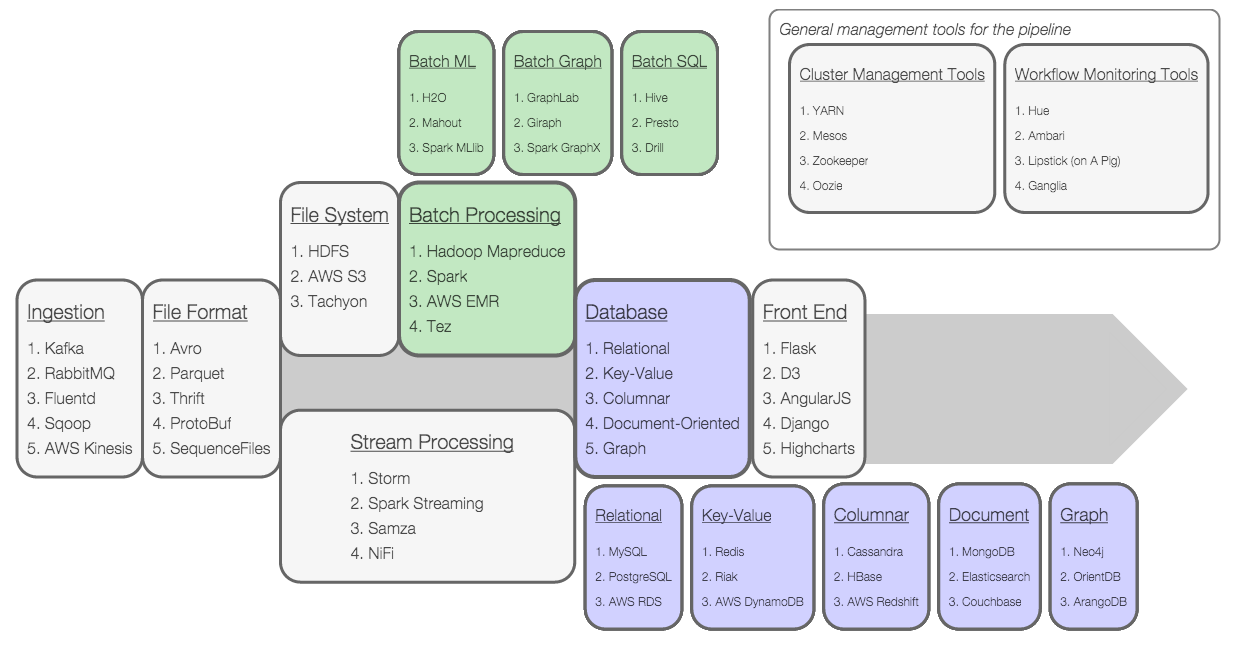 General management tools for the pipeline
Cluster Management Tools
1. YARN
2. Mesos
3. Zookeeper
4. Oozie
Workflow Monitoring Tools
1. Hue
2. Ambari
3. Lipstick (on A Pig)
4. Ganglia
Batch ML
1. H2O
2. Mahout
3. Spark MLlib
Batch Graph
1. GraphLab
2. Giraph
3. Spark GraphX
Batch SQL
1. Hive
2. Presto
3. Drill
Ingestion
1. Kafka
2. RabbitMQ
3. Fluentd
4. Sqoop
5. AWS Kinesis
File Format
1. Avro
2. Parquet
3. Thrift
4. ProtoBuf
5. SequenceFiles
File System
1. HDFS
2. AWS S3
3. Tachyon
Batch Processing
1. Hadoop Mapreduce
2. Spark
3. AWS EMR
4. Tez
Stream Processing
1. Storm
2. Spark Streaming
3. Samza
4. NiFi
Database
1. Relational
2. Key-Value
3. Columnar
4. Document-Oriented
5. Graph
Front End
1. Flask
2. D3
3. AngularJS
4. Django
5. Highcharts
Relational
1. MySQL
2. PostgreSQL
3. AWS RDS
Key-Value
1. Redis
2. Riak
3. AWS DynamoDB
Columnar
1. Cassandra
2. HBase
3. AWS Redshift
Document
1. MongoDB
2. Elasticsearch
3. Couchbase
Graph
1. Neo4j
2. OrientDB
3. ArangoDB